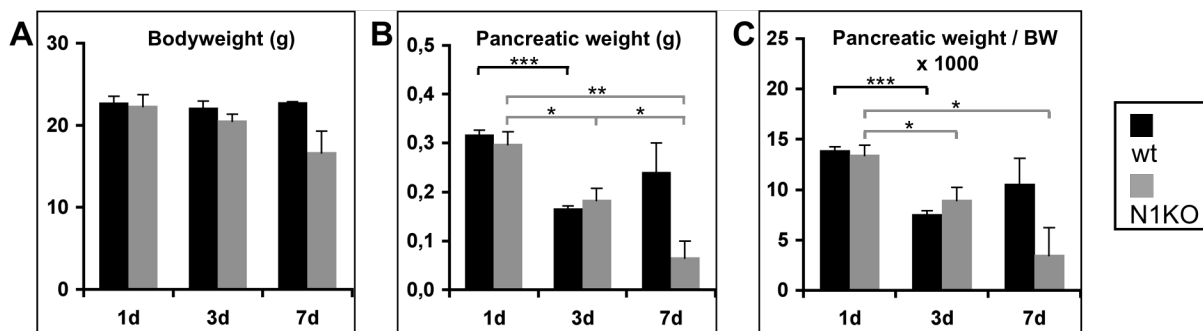 A
Bodyweight (g)
30
20
10
0
1d 3d 7d
B
Pancreatic weight (g)
0,5
0,4
0,3
0,2
0,1
0,0
***
**
* *
1d 3d 7d
C
Pancreatic weight / BW
x 1000
25
20
15
10
5
0
***
*
*
1d 3d 7d
wt
N1KO